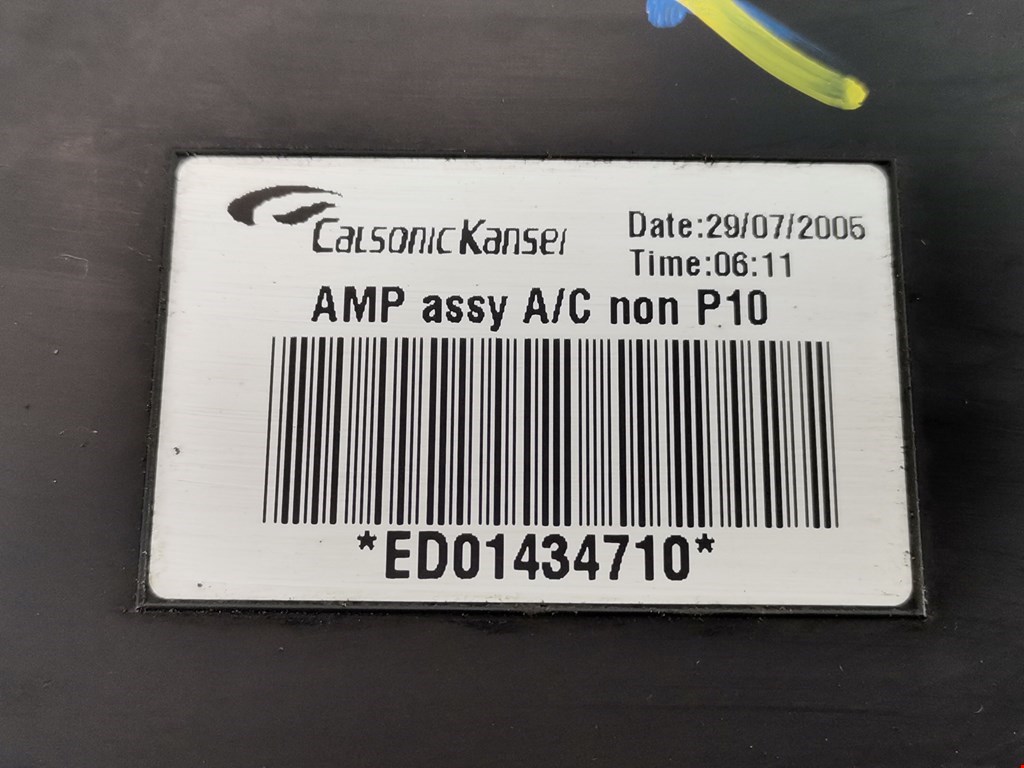 CalsonicKansei
Date:29/07/2005
Time:06:11
AMP assy A/C non P10
*ED01434710*